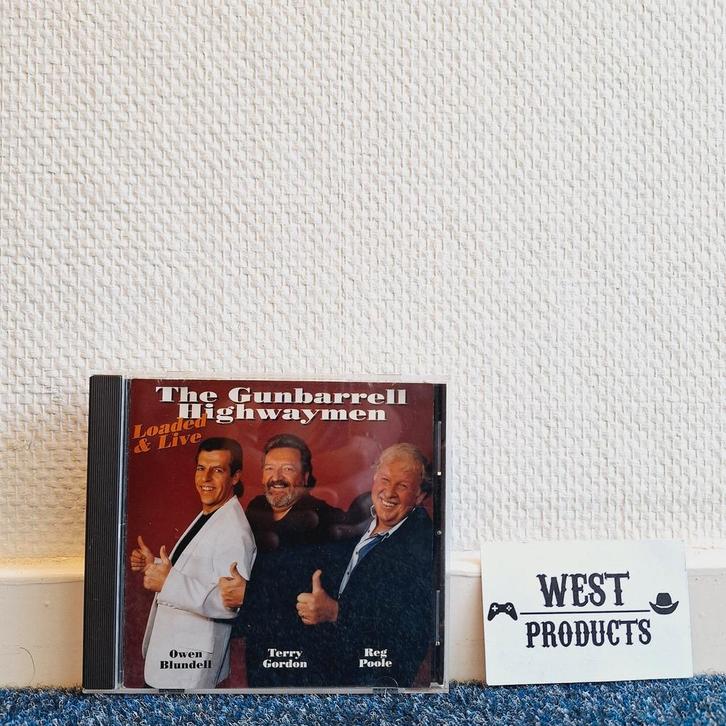 The Gunbarrell
Highwaymen
Loaded
& Live
Owen
Blundell
Terry
Gordon
Reg
Poole
WEST
PRODUCTS